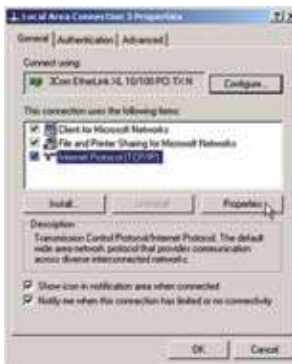 Local Area Connection 3 Properties
General Authentication Advanced
Connect using:
3Com EtherLink XL 10/100 PCI TX N Configure...
This connection uses the following items:
Client for Microsoft Networks
File and Printer Sharing for Microsoft Networks
Internet Protocol (TCP/IP)
Install... Uninstall Properties
Description
Transmission Control Protocol/Internet Protocol. The default
wide area network protocol that provides communication
across diverse interconnected networks.
Show icon in notification area when connected
Notify me when this connection has limited or no connectivity
OK Cancel